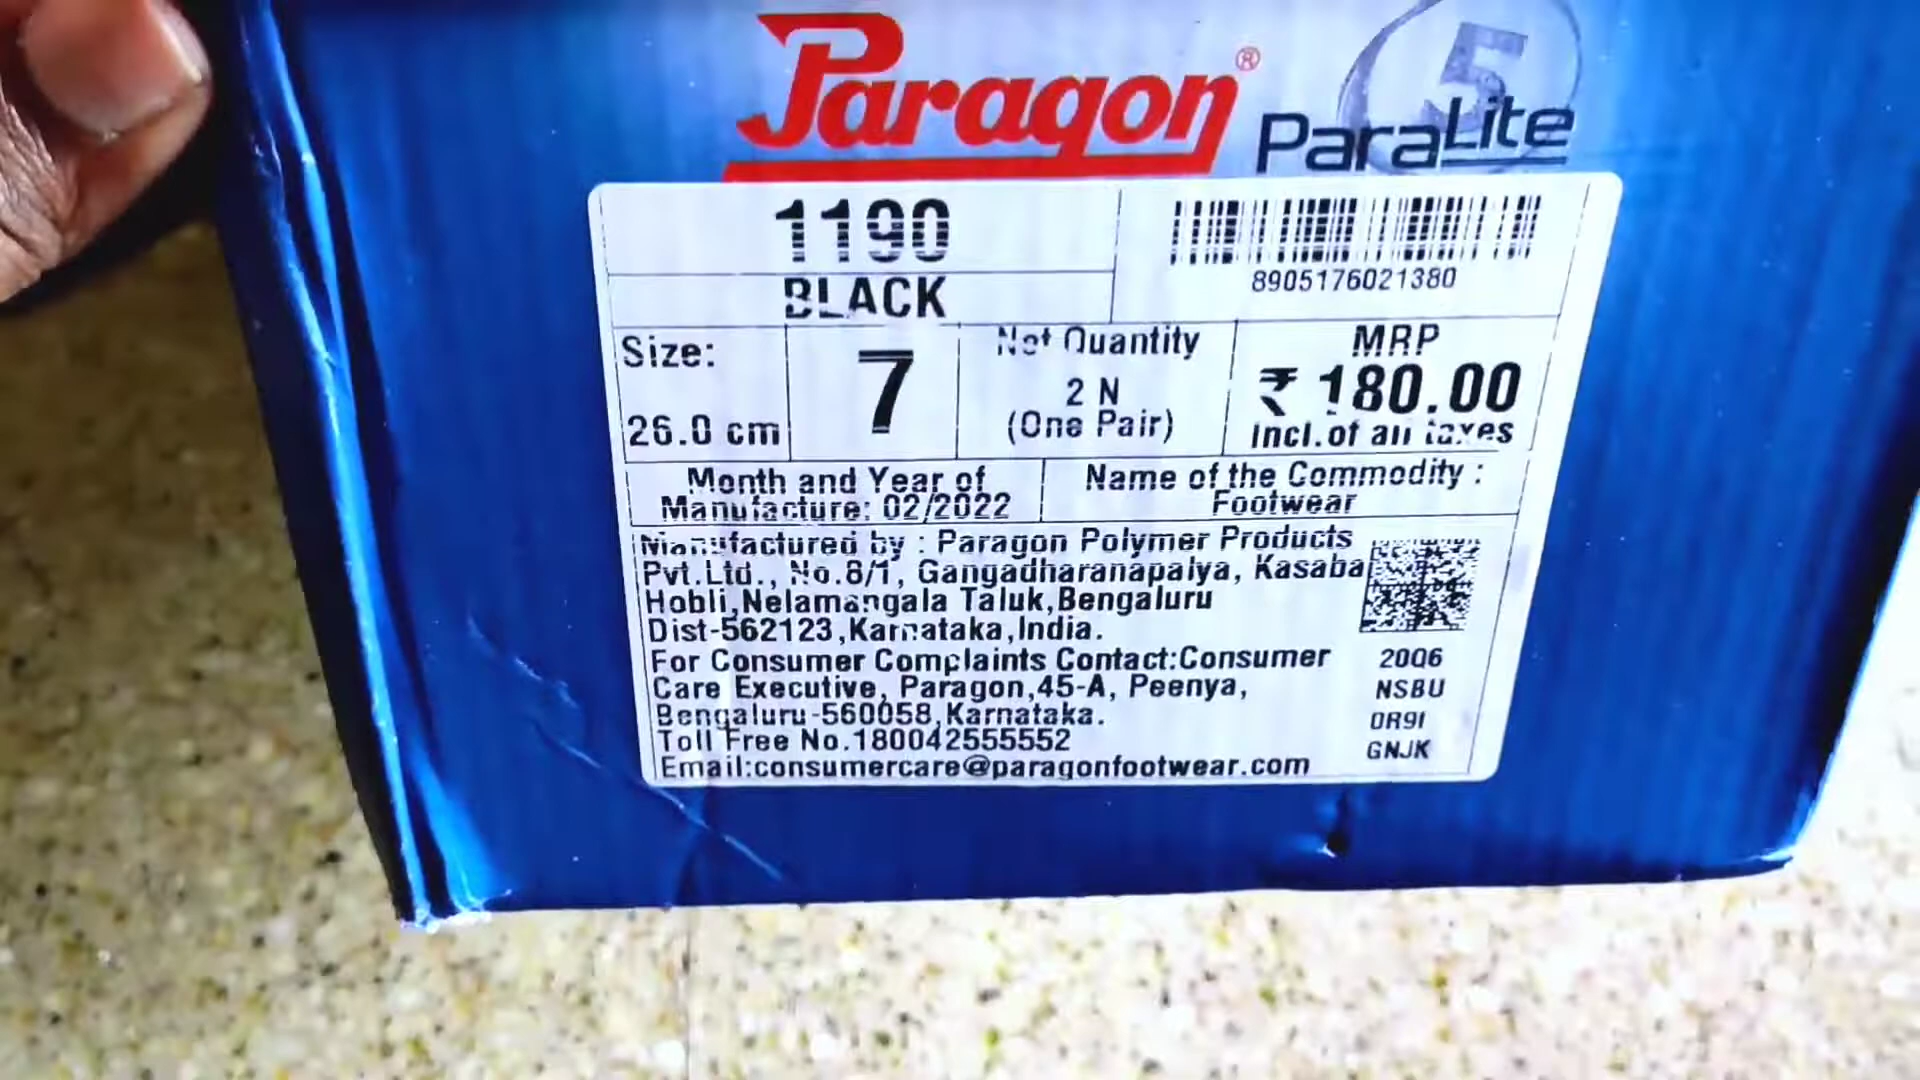 Paragon®
5
ParaLite
1190
BLACK
8905176021380
Size:
26.0 cm
7
Net Quantity
2 N
(One Pair)
MRP
₹ 180.00
incl.of all taxes
Month and Year of
Manufacture: 02/2022
Name of the Commodity :
Footwear
Manufactured by : Paragon Polymer Products
Pvt.Ltd., No.8/1, Gangadharanapalya, Kasaba
Hobli,Nelamangala Taluk,Bengaluru
Dist-562123,Karnataka,India.
For Consumer Complaints Contact:Consumer
Care Executive, Paragon,45-A, Peenya,
Bengaluru-560058,Karnataka.
Toll Free No.180042555552
Email:consumercare@paragonfootwear.com
20Q6
NSBU
0R9I
GNJK